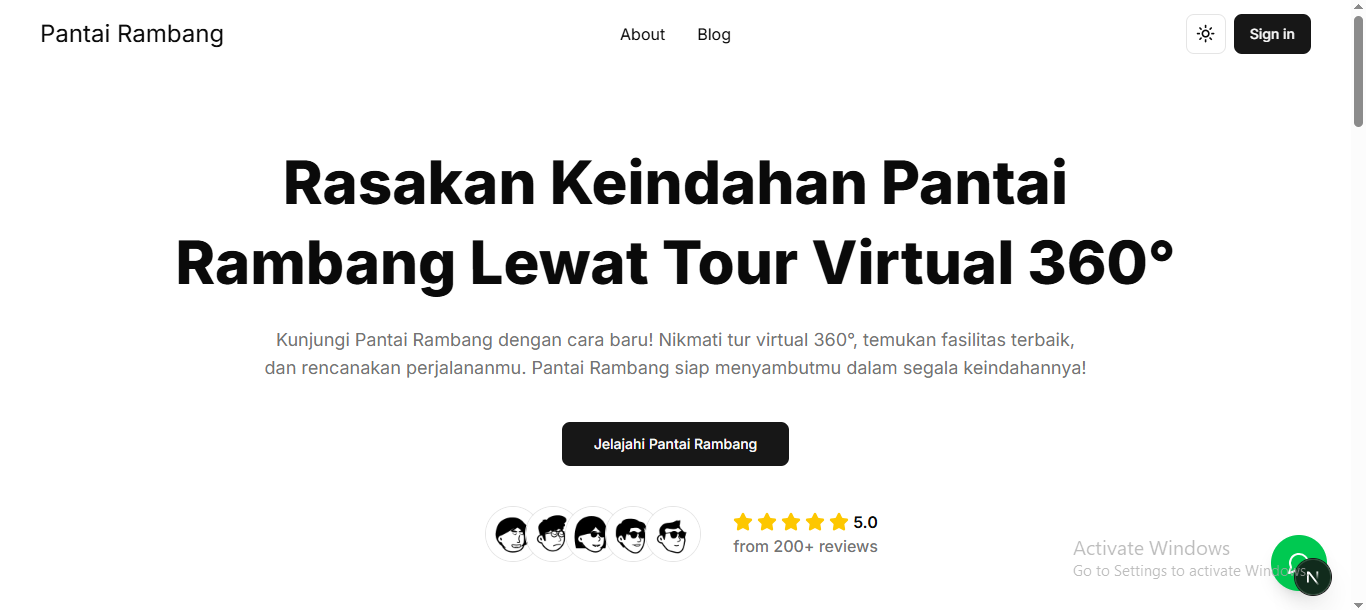 Pantai Rambang
About
Blog
Sign in
Rasakan Keindahan Pantai
Rambang Lewat Tour Virtual 360°
Kunjungi Pantai Rambang dengan cara baru! Nikmati tur virtual 360°, temukan fasilitas terbaik,
dan rencanakan perjalananmu. Pantai Rambang siap menyambutmu dalam segala keindahannya!
Jelajahi Pantai Rambang
5.0
from 200+ reviews
Activate Windows
Go to Settings to activate Windows.
N